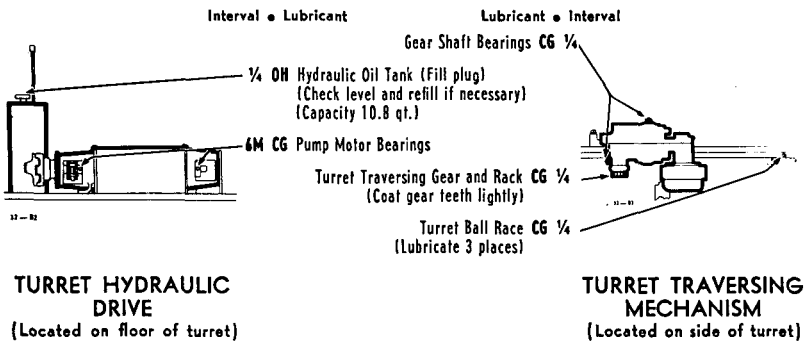 Interval • Lubricant
Lubricant • Interval
Gear Shaft Bearings CG ¼
¼ OH Hydraulic Oil Tank (Fill plug)
(Check level and refill if necessary)
(Capacity 10.8 qt.)
6M CG Pump Motor Bearings
Turret Traversing Gear and Rack CG ¼
(Coat gear teeth lightly)
Turret Ball Race CG ¼
(Lubricate 3 places)
TURRET HYDRAULIC
DRIVE
(Located on floor of turret)
TURRET TRAVERSING
MECHANISM
(Located on side of turret)